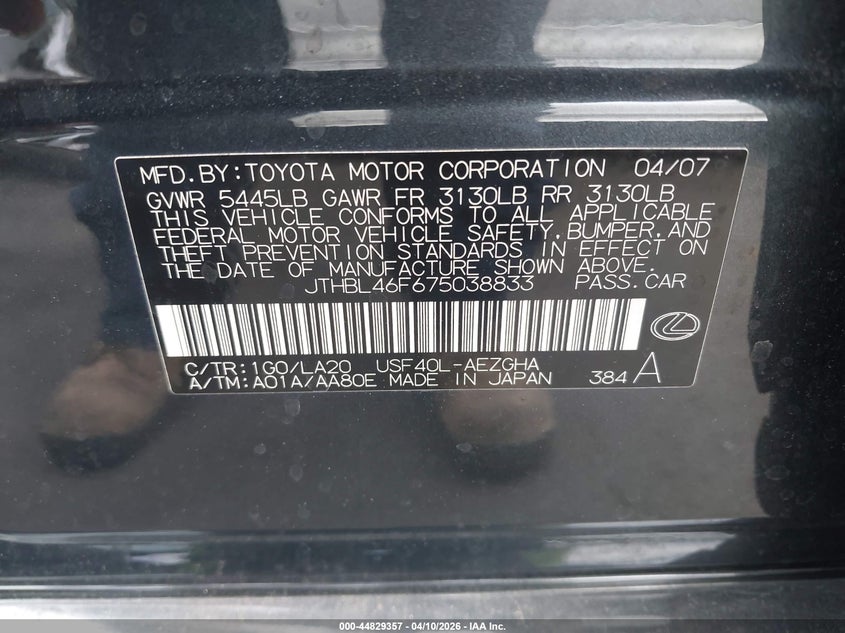 MFD. BY: TOYOTA MOTOR CORPORATION 04/07
GVWR 5445LB GAWR FR 3130LB RR 3130LB
THIS VEHICLE CONFORMS TO ALL APPLICABLE
FEDERAL MOTOR VEHICLE SAFETY, BUMPER, AND
THEFT PREVENTION STANDARDS IN EFFECT ON
THE DATE OF MANUFACTURE SHOWN ABOVE.
JTHBL46F675038833 PASS. CAR
C/TR: 1G0/LA20 USF40L-AEZGHA
A/TM: A01A/AA80E MADE IN JAPAN 384 A
000-44829357 - 04/10/2026 - IAA Inc.